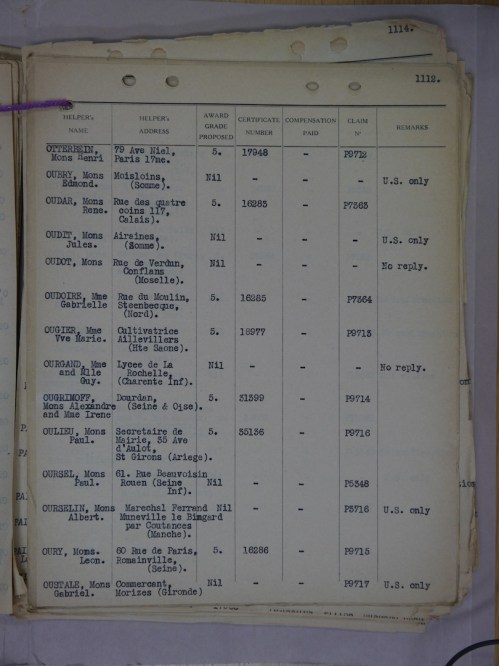 1114.
1112.
HELPER's NAME HELPER's ADDRESS AWARD GRADE PROPOSED CERTIFICATE NUMBER COMPENSATION PAID CLAIM N° REMARKS
OTTERHEIN, 79 Ave Niel, 5. 17948 - P9712
Mons Henri Paris 17me.
OUBRY, Mons Moisloins, Nil - - - U.S. only
Edmond. (Somme).
OUDAR, Mons Rue des quatre 5. 16283 - P7363
Rene. coins 117,
Calais).
OUDIT, Mons Airaines, Nil - - - U.S. only
Jules. (Somme).
OUDOT, Mons Rue de Verdun, Nil - - - No reply.
Conflans
(Moselle).
OUDOIRE, Mme Rue du Moulin, 5. 16285 - P7364
Gabrielle Steenbecque,
(Nord).
OUGIER, Mme Cultivatrice 5. 18977 - P9713
Vve Marie. Aillevillers
(Hte Saone).
OURGAND, Mme Lycee de La Nil - - - No reply.
and Mlle Rochelle,
Guy. (Charente Inf).
OUGRIMOFF, Dourdan, 5. 31399 - P9714
Mons Alexandre (Seine & Oise).
and Mme Irene
OULIEU, Mons Secretaire de 5. 35136 - P9716
Paul. Mairie, 35 Ave
d'Aulot,
St Girons (Ariege).
OURSEL, Mons 61. Rue Beauvoisin
Paul. Rouen (Seine Nil - - P5348
Inf).
OURSELIN, Mons Marechal Ferrand Nil - - P3716 U.S. only
Albert. Muneville le Bingard
par Coutances
(Manche).
OURY, Mons. 60 Rue de Paris, 5. 16286 - P9715
Leon. Romainville,
(Seine).
OUSTALE, Mons Commercant, Nil - - P9717 U.S. only
Gabriel. Morizes (Gironde)